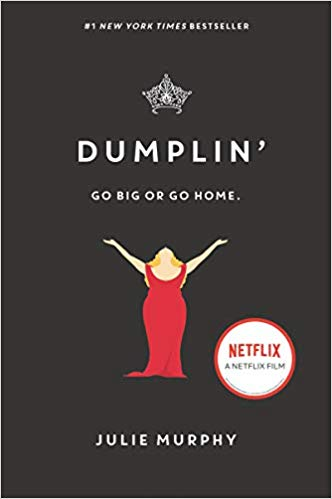 #1 NEW YORK TIMES BESTSELLER
DUMPLIN’
GO BIG OR GO HOME.
NETFLIX
A NETFLIX FILM
JULIE MURPHY